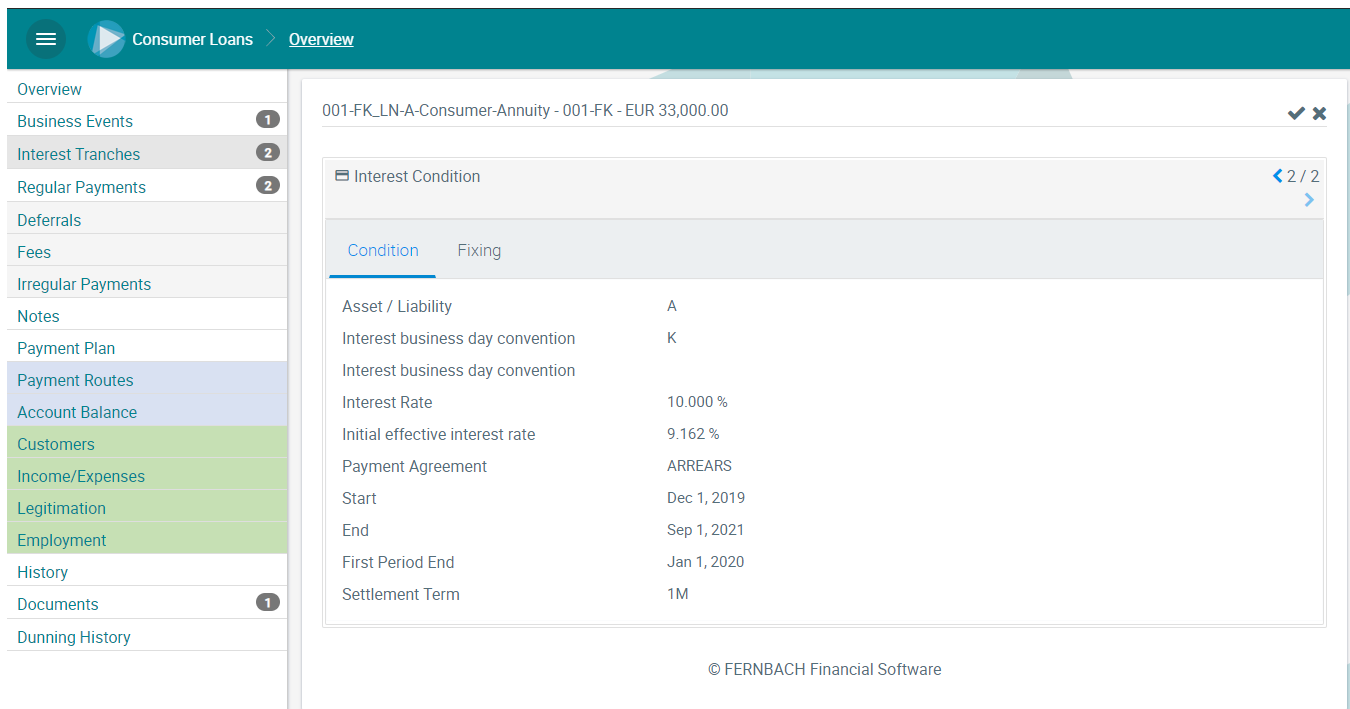 Consumer Loans Overview
Overview
Business Events 1
Interest Tranches 2
Regular Payments 2
Deferrals
Fees
Irregular Payments
Notes
Payment Plan
Payment Routes
Account Balance
Customers
Income/Expenses
Legitimation
Employment
History
Documents 1
Dunning History
001-FK_LN-A-Consumer-Annuity - 001-FK - EUR 33,000.00
Interest Condition 2 / 2
Condition Fixing
Asset / Liability A
Interest business day convention K
Interest business day convention
Interest Rate 10.000 %
Initial effective interest rate 9.162 %
Payment Agreement ARREARS
Start Dec 1, 2019
End Sep 1, 2021
First Period End Jan 1, 2020
Settlement Term 1M
© FERNBACH Financial Software